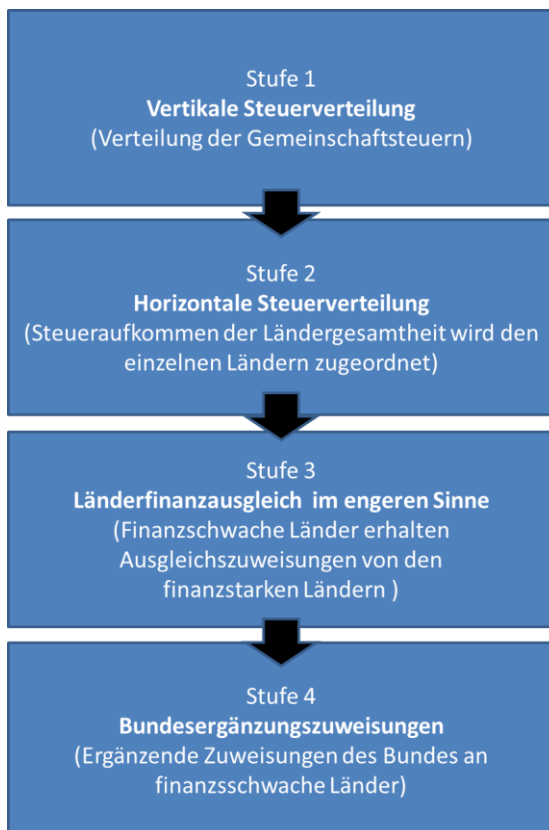 Stufe 1
Vertikale Steuerverteilung
(Verteilung der Gemeinschaftsteuern)
Stufe 2
Horizontale Steuerverteilung
(Steueraufkommen der Ländergesamtheit wird den
einzelnen Ländern zugeordnet)
Stufe 3
Länderfinanzausgleich im engeren Sinne
(Finanzschwache Länder erhalten
Ausgleichszuweisungen von den
finanzstarken Ländern )
Stufe 4
Bundesergänzungszuweisungen
(Ergänzende Zuweisungen des Bundes an
finanzsschwache Länder)